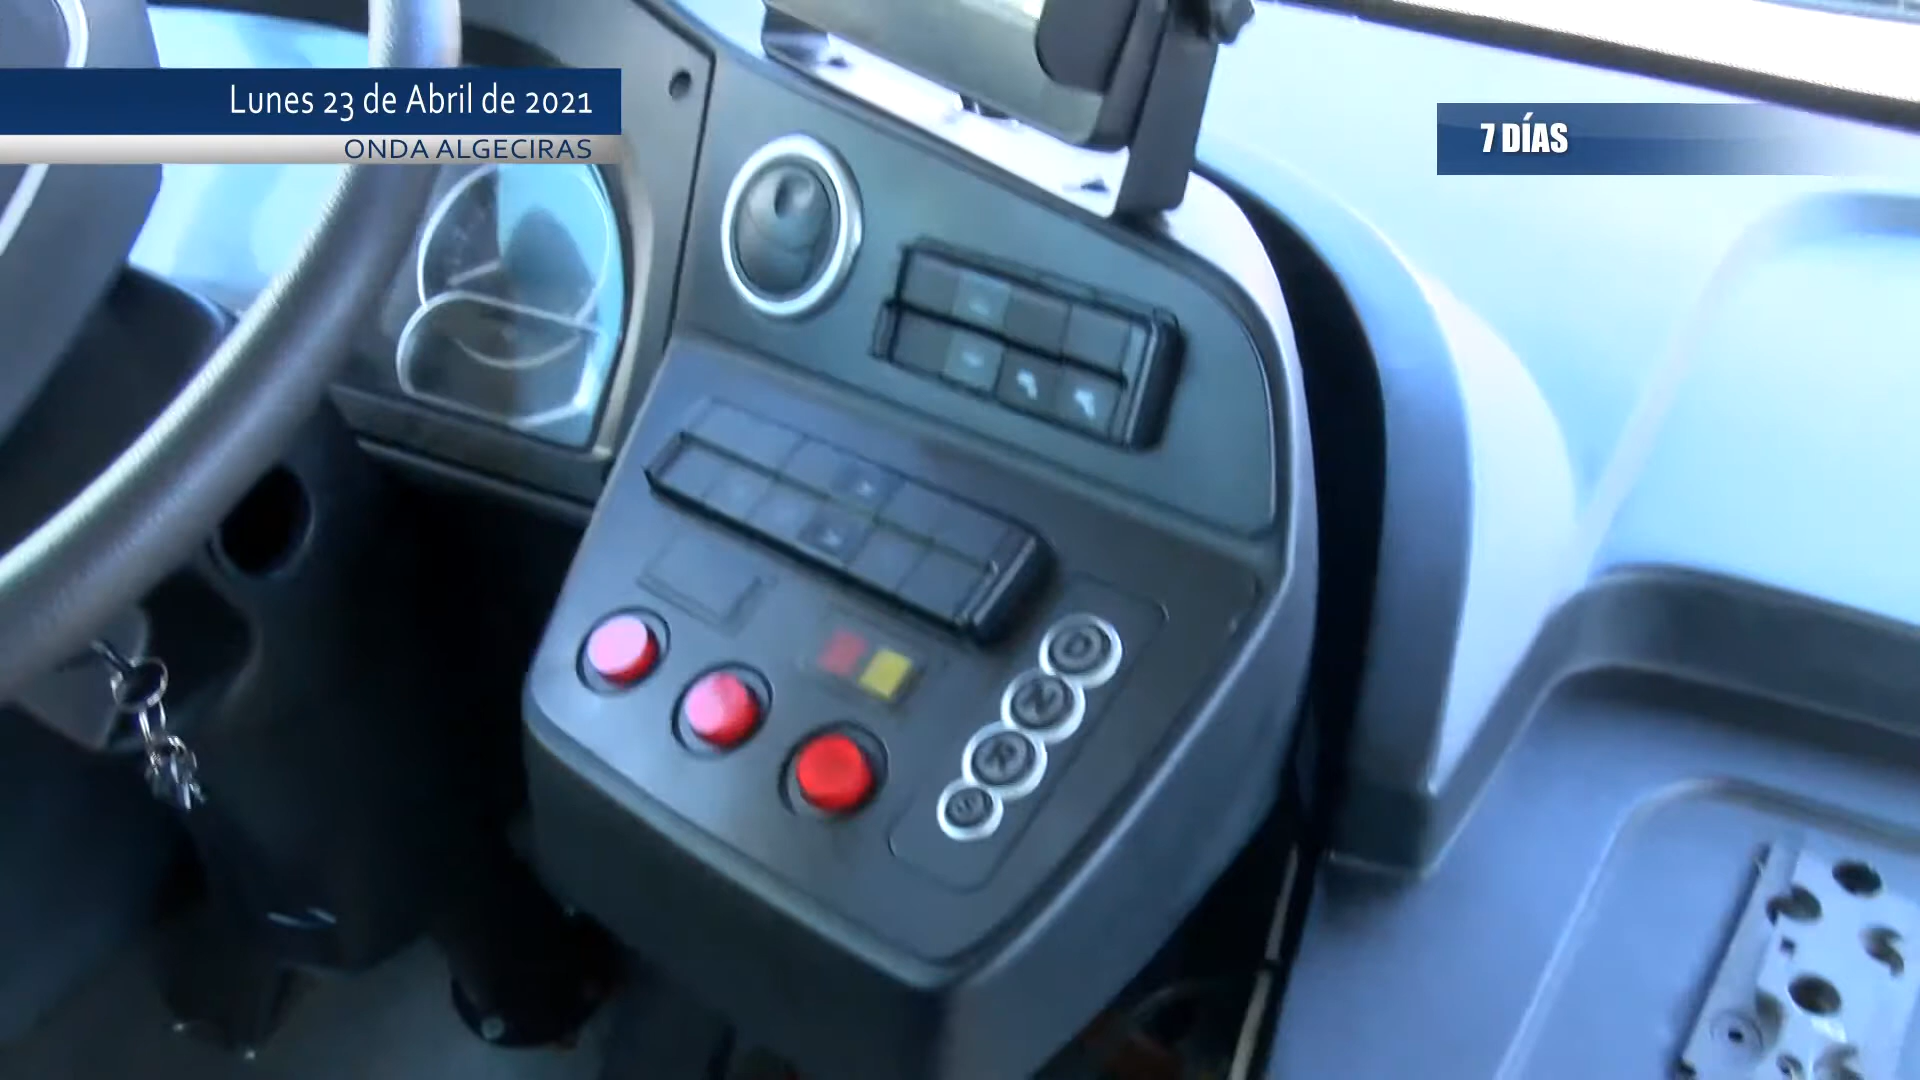 Lunes 23 de Abril de 2021
ONDA ALGECIRAS
7 DÍAS
D
N
R